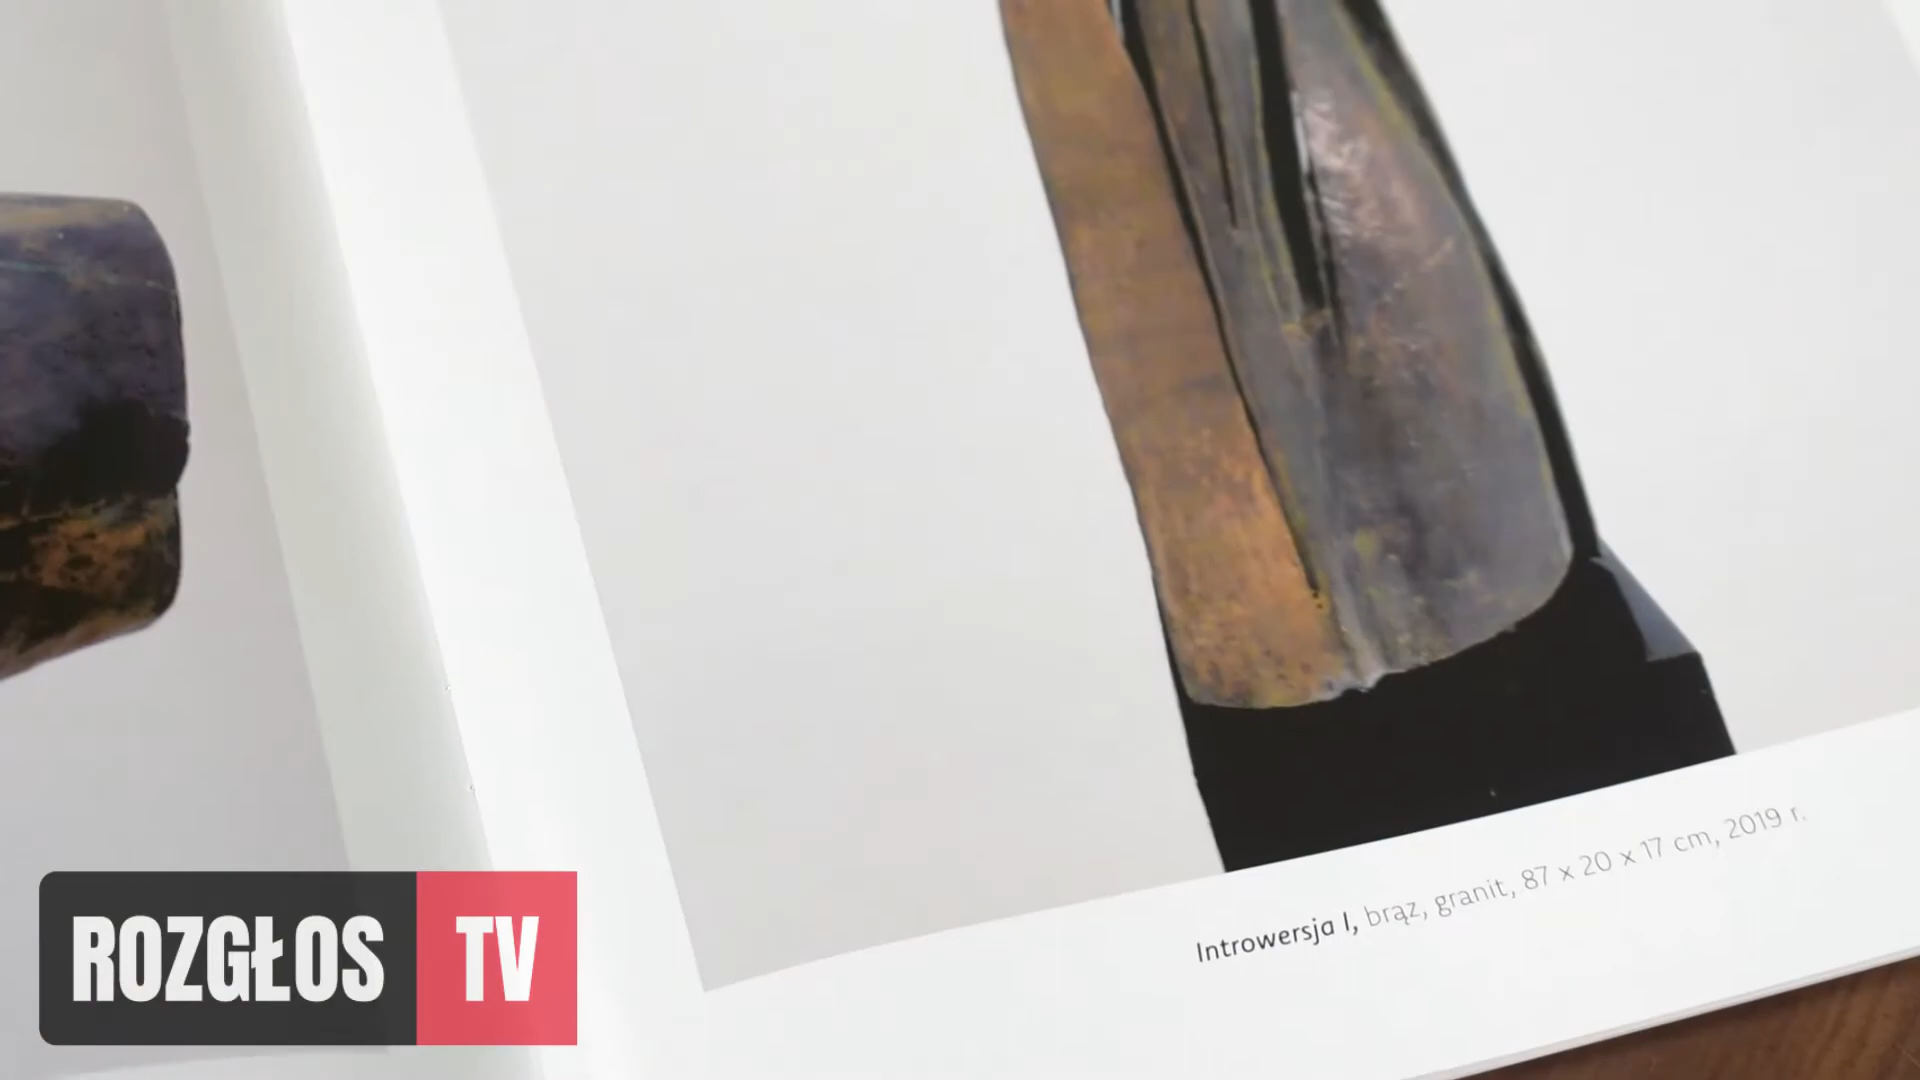 Introwersja I, brąz, granit, 87 x 20 x 17 cm, 2019 r.
ROZGŁOS TV